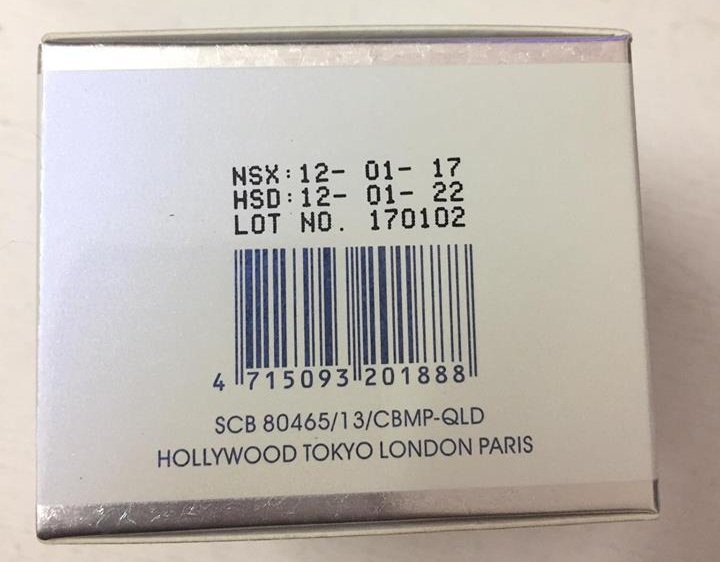 NSX:12- 01- 17
HSD:12- 01- 22
LOT NO. 170102
4 715093 201888
SCB 80465/13/CBMP-QLD
HOLLYWOOD TOKYO LONDON PARIS